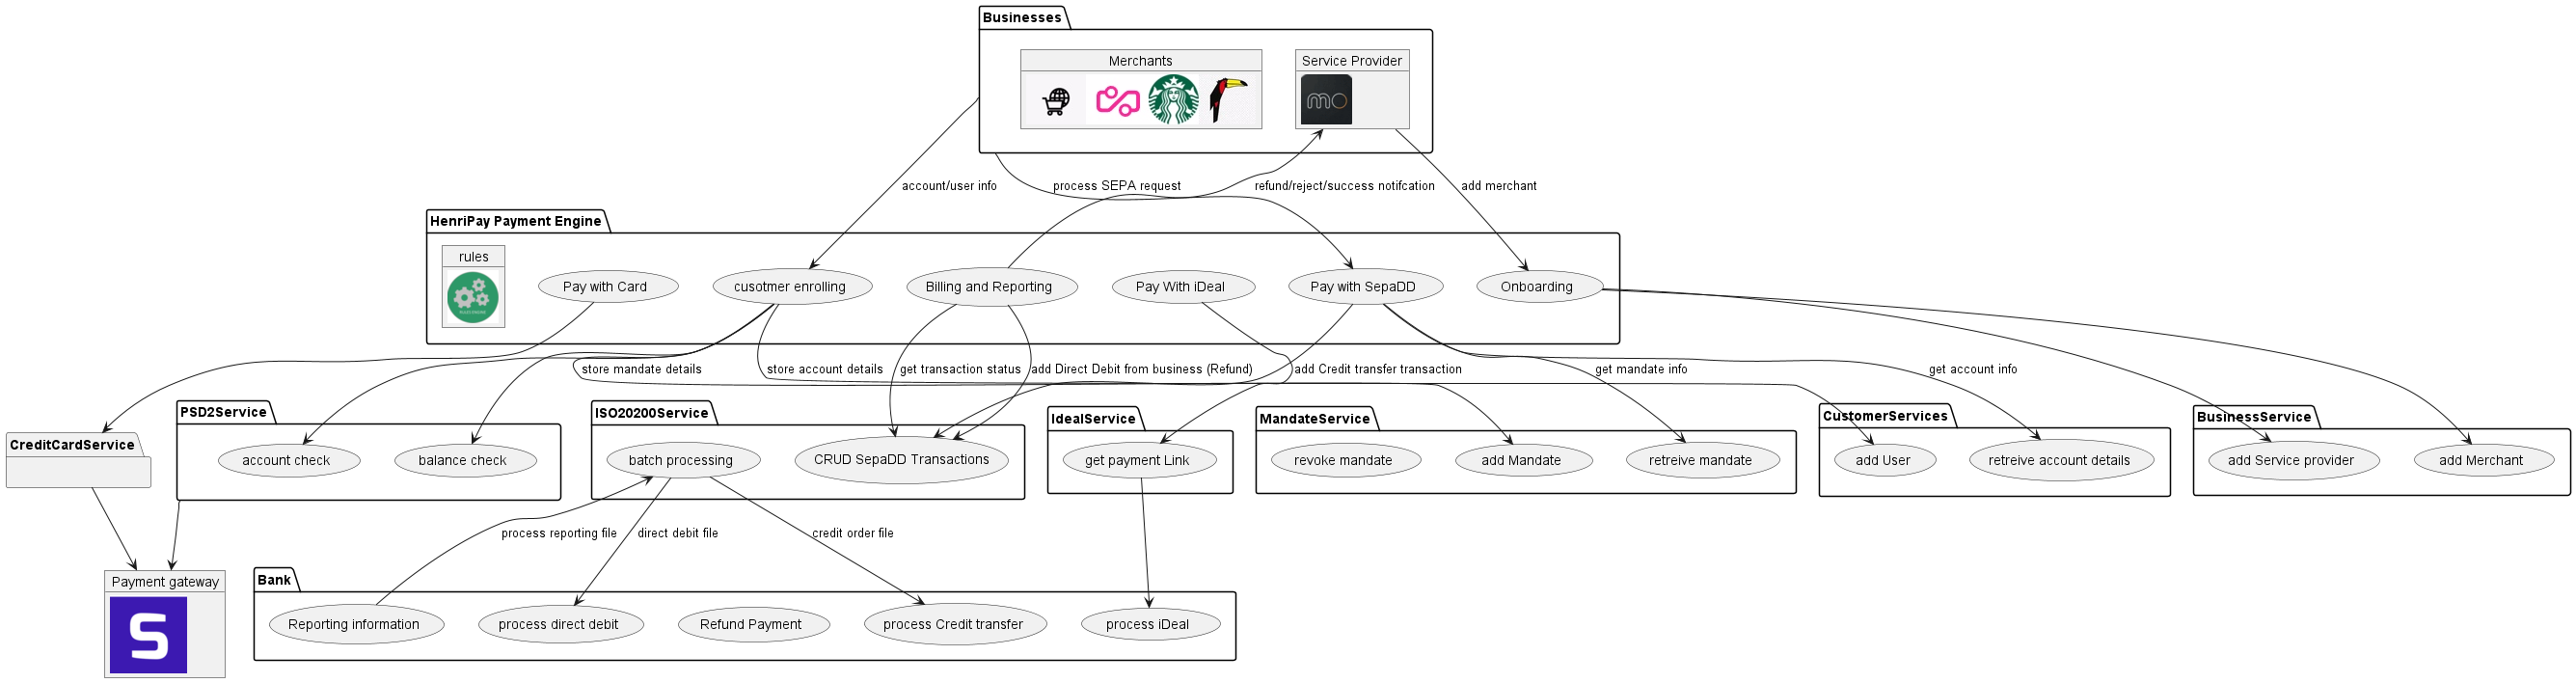 Businesses
Merchants
Service Provider
mo
account/user info
process SEPA request
refund/reject/success notifcation
add merchant
HenriPay Payment Engine
rules
Pay with Card
cusotmer enrolling
Billing and Reporting
Pay With iDeal
Pay with SepaDD
Onboarding
store mandate details
store account details
get transaction status
add Direct Debit from business (Refund)
add Credit transfer transaction
get mandate info
get account info
CreditCardService
PSD2Service
account check
balance check
ISO20200Service
batch processing
CRUD SepaDD Transactions
IdealService
get payment Link
MandateService
revoke mandate
add Mandate
retreive mandate
CustomerServices
add User
retreive account details
BusinessService
add Service provider
add Merchant
process reporting file
direct debit file
credit order file
Payment gateway
S
Bank
Reporting information
process direct debit
Refund Payment
process Credit transfer
process iDeal